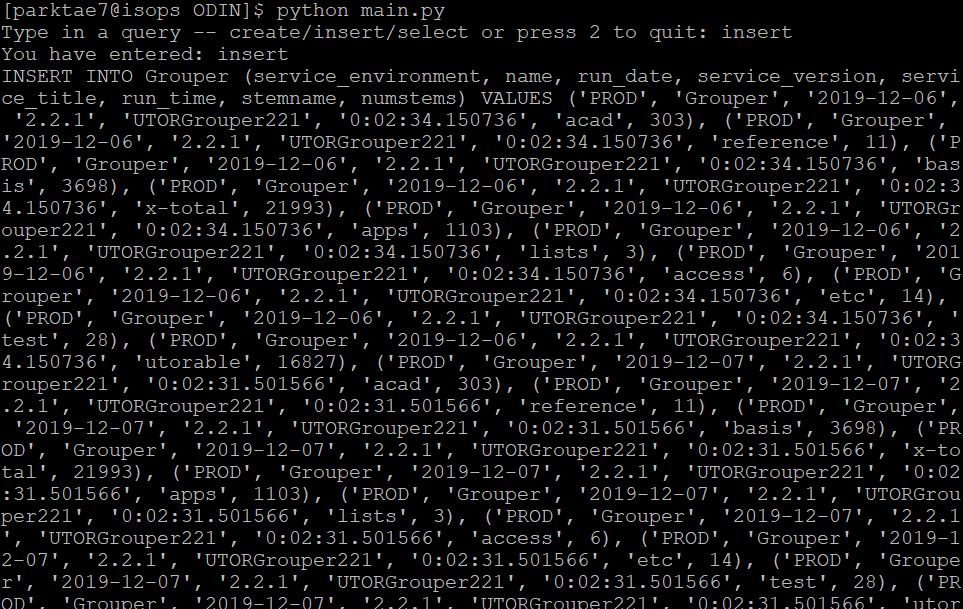 [parktae7@isops ODIN]$ python main.py
Type in a query -- create/insert/select or press 2 to quit: insert
You have entered: insert
INSERT INTO Grouper (service_environment, name, run_date, service_version, servi
ce_title, run_time, stemname, numstems) VALUES ('PROD', 'Grouper', '2019-12-06',
 '2.2.1', 'UTORGrouper221', '0:02:34.150736', 'acad', 303), ('PROD', 'Grouper',
'2019-12-06', '2.2.1', 'UTORGrouper221', '0:02:34.150736', 'reference', 11), ('P
ROD', 'Grouper', '2019-12-06', '2.2.1', 'UTORGrouper221', '0:02:34.150736', 'bas
is', 3698), ('PROD', 'Grouper', '2019-12-06', '2.2.1', 'UTORGrouper221', '0:02:3
4.150736', 'x-total', 21993), ('PROD', 'Grouper', '2019-12-06', '2.2.1', 'UTORGr
ouper221', '0:02:34.150736', 'apps', 1103), ('PROD', 'Grouper', '2019-12-06', '2
.2.1', 'UTORGrouper221', '0:02:34.150736', 'lists', 3), ('PROD', 'Grouper', '201
9-12-06', '2.2.1', 'UTORGrouper221', '0:02:34.150736', 'access', 6), ('PROD', 'G
rouper', '2019-12-06', '2.2.1', 'UTORGrouper221', '0:02:34.150736', 'etc', 14),
('PROD', 'Grouper', '2019-12-06', '2.2.1', 'UTORGrouper221', '0:02:34.150736', '
test', 28), ('PROD', 'Grouper', '2019-12-06', '2.2.1', 'UTORGrouper221', '0:02:3
4.150736', 'utorable', 16827), ('PROD', 'Grouper', '2019-12-07', '2.2.1', 'UTORG
rouper221', '0:02:31.501566', 'acad', 303), ('PROD', 'Grouper', '2019-12-07', '2
.2.1', 'UTORGrouper221', '0:02:31.501566', 'reference', 11), ('PROD', 'Grouper',
 '2019-12-07', '2.2.1', 'UTORGrouper221', '0:02:31.501566', 'basis', 3698), ('PR
OD', 'Grouper', '2019-12-07', '2.2.1', 'UTORGrouper221', '0:02:31.501566', 'x-to
tal', 21993), ('PROD', 'Grouper', '2019-12-07', '2.2.1', 'UTORGrouper221', '0:02
:31.501566', 'apps', 1103), ('PROD', 'Grouper', '2019-12-07', '2.2.1', 'UTORGrou
per221', '0:02:31.501566', 'lists', 3), ('PROD', 'Grouper', '2019-12-07', '2.2.1
', 'UTORGrouper221', '0:02:31.501566', 'access', 6), ('PROD', 'Grouper', '2019-1
2-07', '2.2.1', 'UTORGrouper221', '0:02:31.501566', 'etc', 14), ('PROD', 'Groupe
r', '2019-12-07', '2.2.1', 'UTORGrouper221', '0:02:31.501566', 'test', 28), ('PR
OD', 'Grouper', '2019-12-07', '2.2.1', 'UTORGrouper221', '0:02:31.501566', 'utor